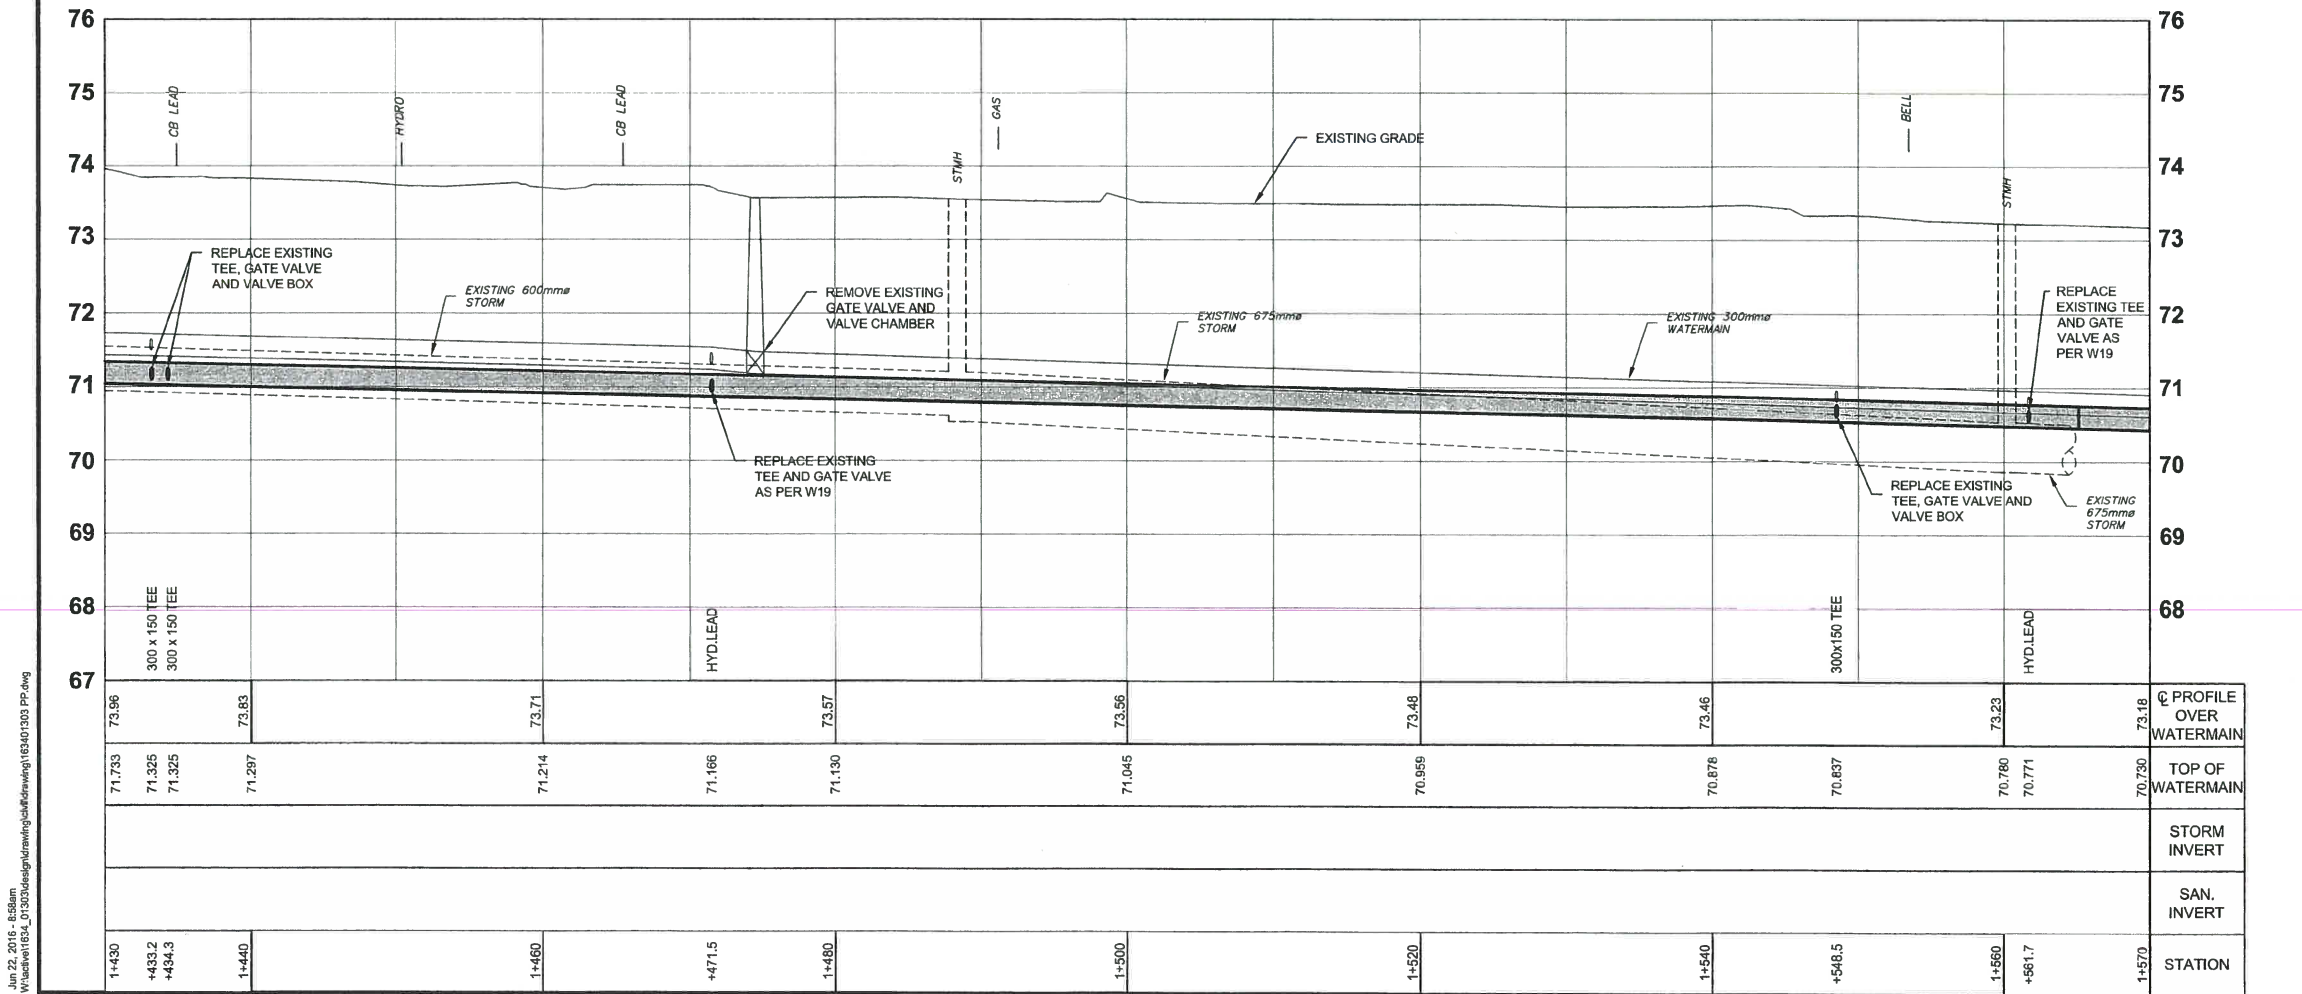 76
75
74
73
72
71
70
69
68
67
76
75
74
73
72
71
70
69
68
CB LEAD
HYDRO
CB LEAD
STMH
GAS
EXISTING GRADE
BELL
STMH
REPLACE EXISTING
TEE, GATE VALVE
AND VALVE BOX
EXISTING 600mmø
STORM
REMOVE EXISTING
GATE VALVE AND
VALVE CHAMBER
EXISTING 675mmø
STORM
EXISTING 300mmø
WATERMAIN
REPLACE
EXISTING TEE
AND GATE
VALVE AS
PER W19
REPLACE EXISTING
TEE AND GATE VALVE
AS PER W19
REPLACE EXISTING
TEE, GATE VALVE AND
VALVE BOX
EXISTING
675mmø
STORM
300 x 150 TEE
300 x 150 TEE
HYD.LEAD
300x150 TEE
HYD.LEAD
73.96
73.83
73.71
73.57
73.56
73.48
73.46
73.23
73.18
℄ PROFILE
OVER
WATERMAIN
71.733
71.325
71.325
71.297
71.214
71.166
71.130
71.045
70.959
70.878
70.837
70.780
70.771
70.730
TOP OF
WATERMAIN
STORM
INVERT
SAN.
INVERT
1+430
+433.2
+434.3
1+440
1+460
+471.5
1+480
1+500
1+520
1+540
+548.5
1+560
+561.7
1+570
STATION
Jun 22, 2016 - 8:58am
W:\active\1634_01303\design\drawing\civil\drawing\163401303 PP.dwg